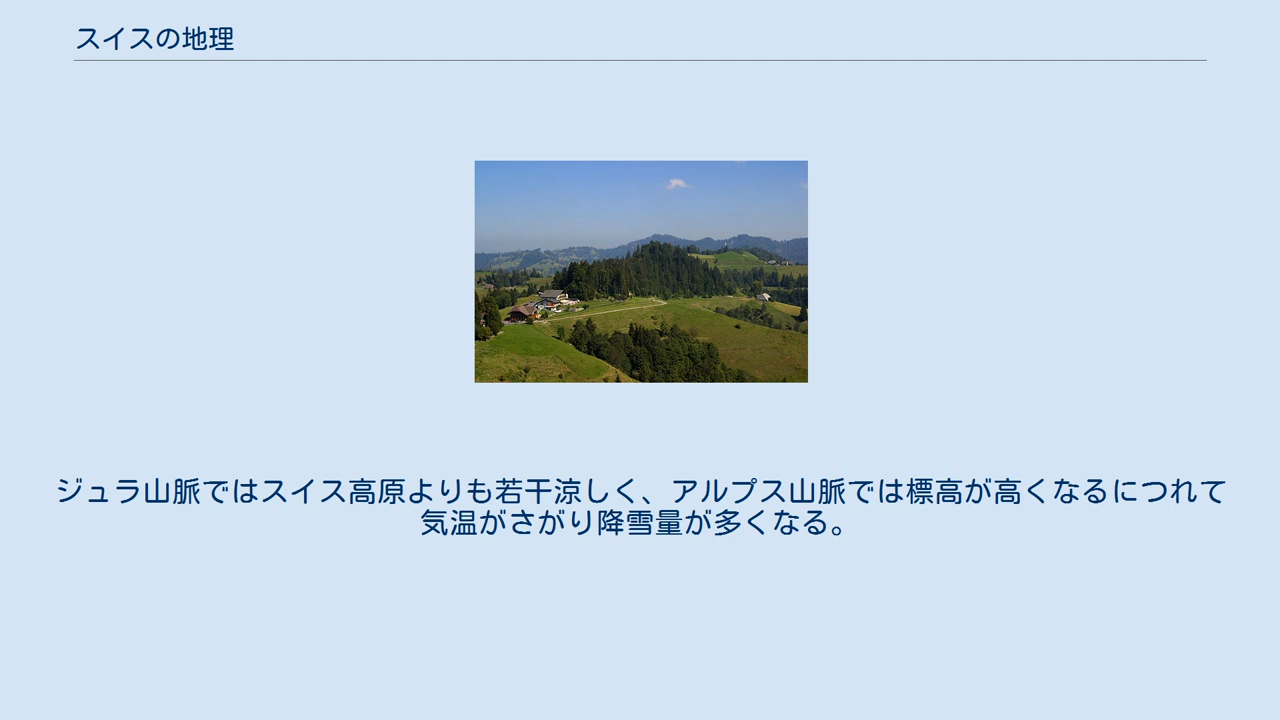 スイスの地理
ジュラ山脈ではスイス高原よりも若干涼しく、アルプス山脈では標高が高くなるにつれて
気温がさがり降雪量が多くなる。